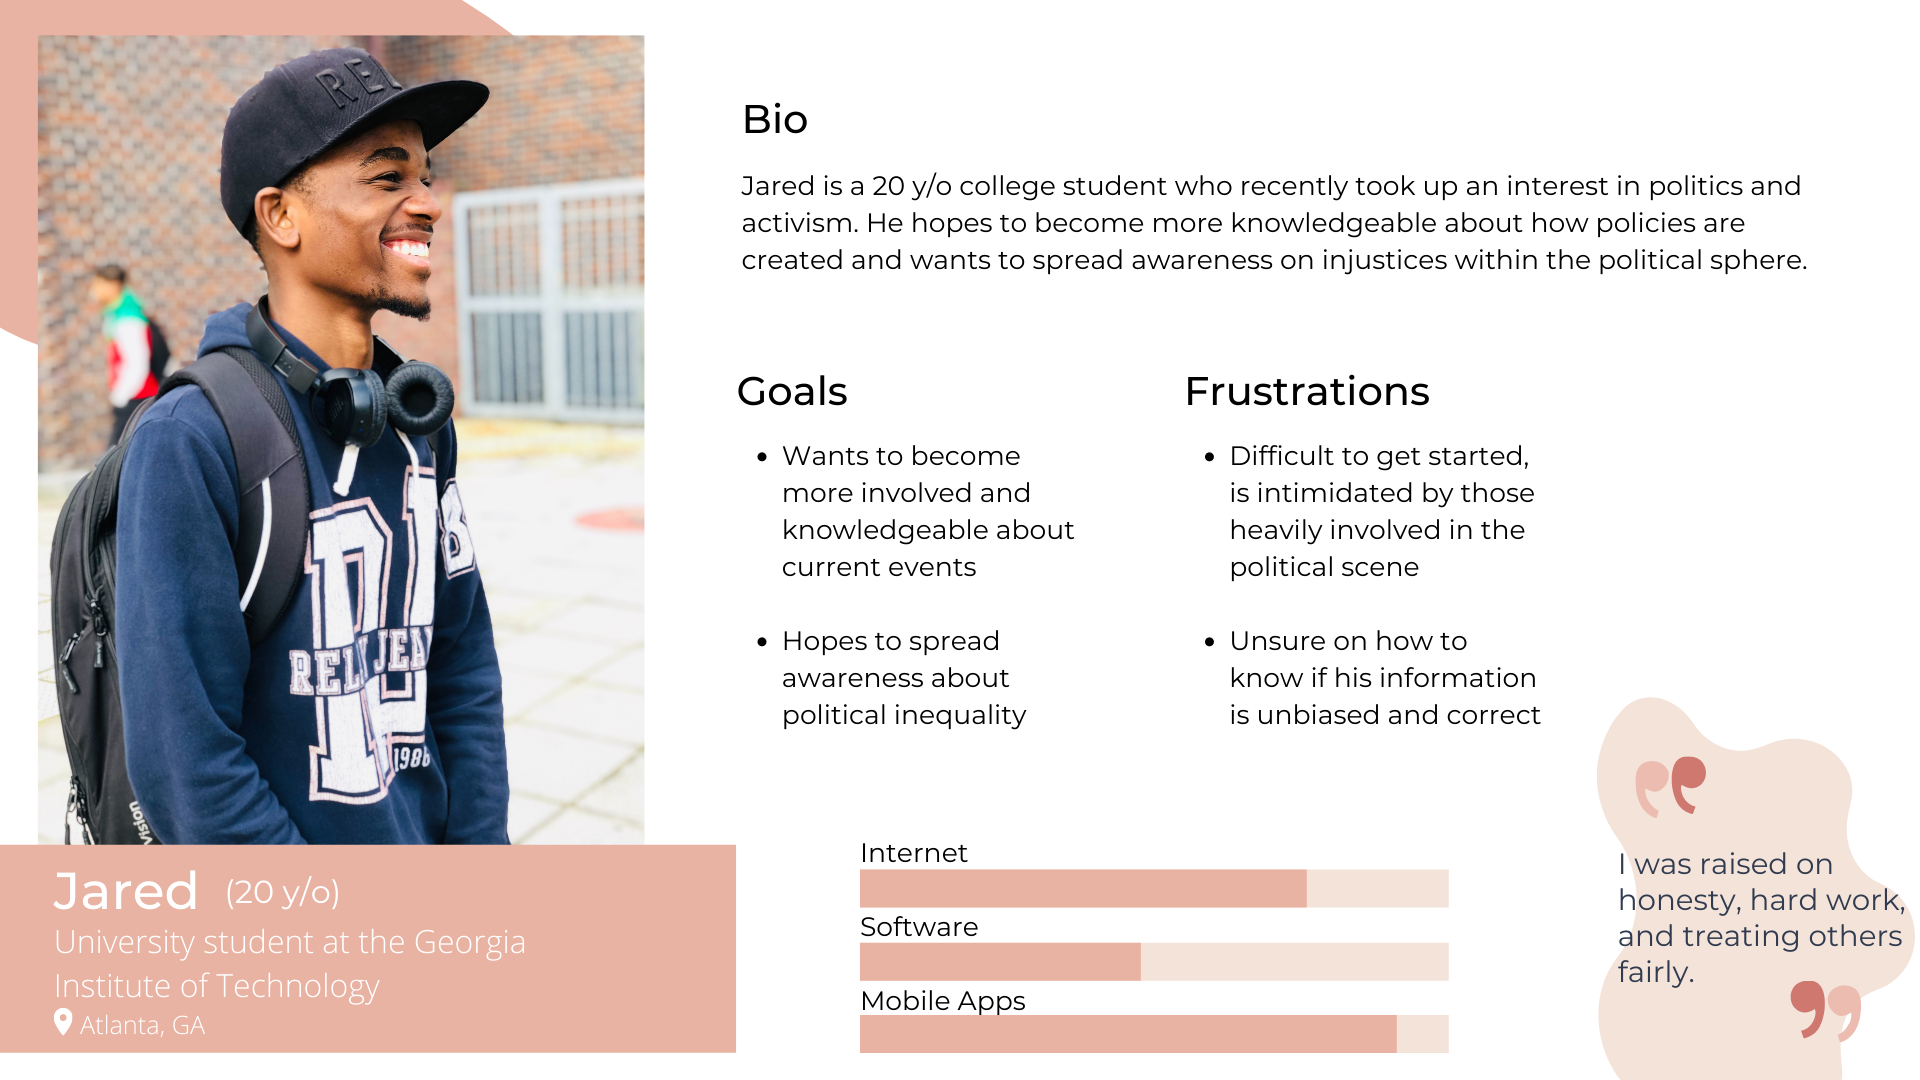 REL
RELL JEAN
1986
Vision
Jared (20 y/o)
University student at the Georgia
Institute of Technology
Atlanta, GA
Bio
Jared is a 20 y/o college student who recently took up an interest in politics and
activism. He hopes to become more knowledgeable about how policies are
created and wants to spread awareness on injustices within the political sphere.
Goals
• Wants to become
more involved and
knowledgeable about
current events
• Hopes to spread
awareness about
political inequality
Frustrations
• Difficult to get started,
is intimidated by those
heavily involved in the
political scene
• Unsure on how to
know if his information
is unbiased and correct
Internet
Software
Mobile Apps
I was raised on
honesty, hard work,
and treating others
fairly.